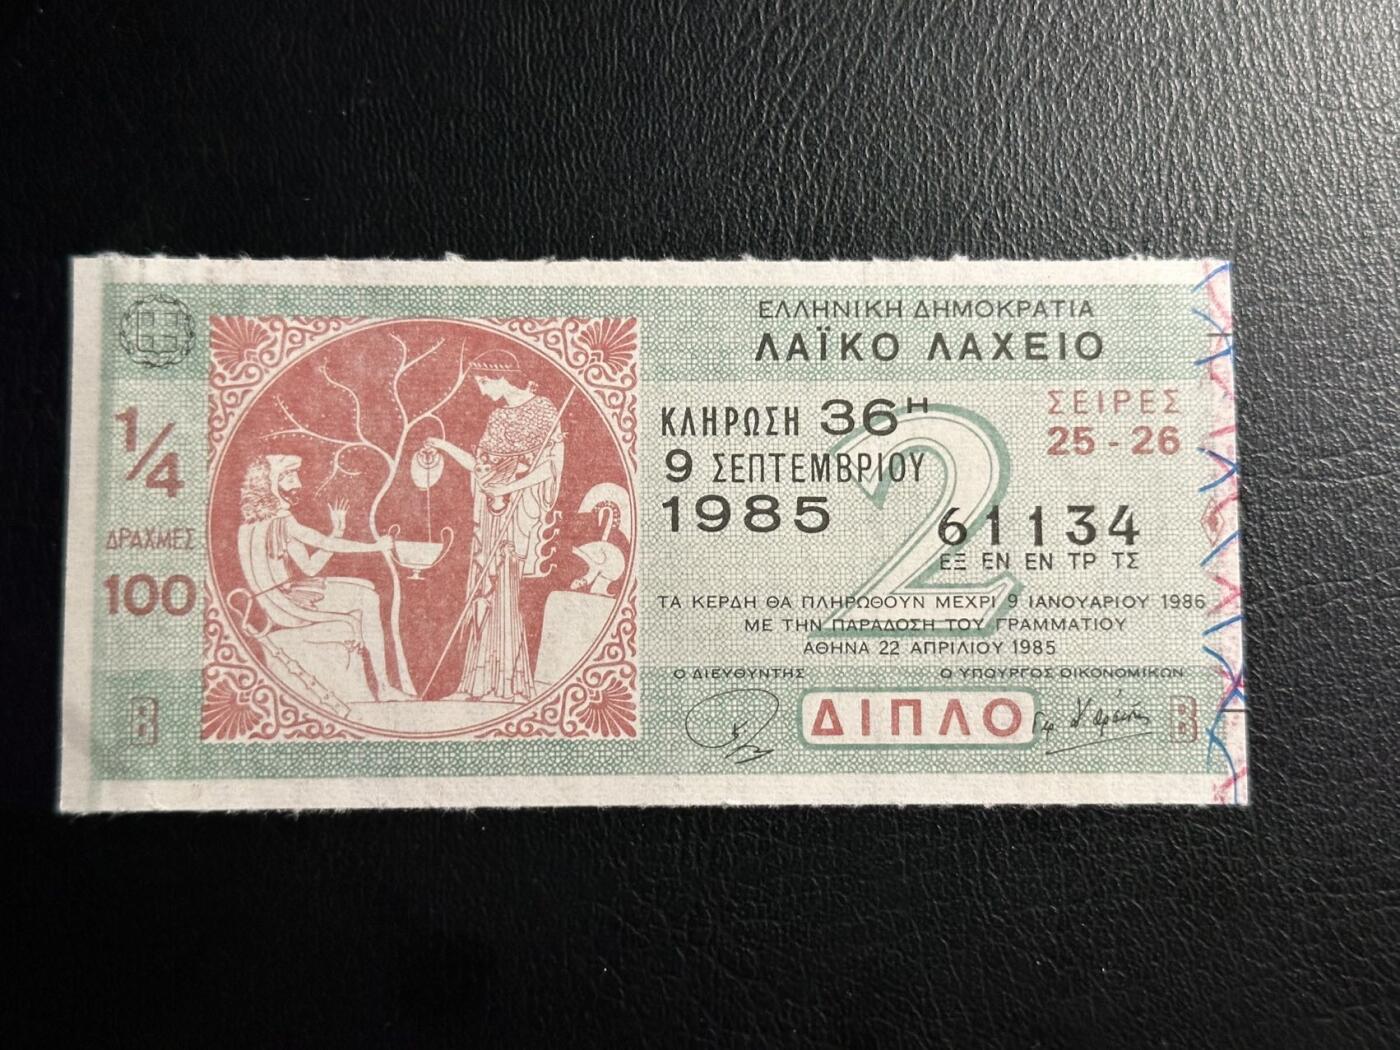 ΕΛΛΗΝΙΚΗ ΔΗΜΟΚΡΑΤΙΑ
ΛΑΪΚΟ ΛΑΧΕΙΟ
1/4
ΔΡΑΧΜΕΣ
100
Β
ΚΛΗΡΩΣΗ 36Η
9 ΣΕΠΤΕΜΒΡΙΟΥ
1985
2
ΣΕΙΡΕΣ
25 - 26
61134
ΕΞ ΕΝ ΕΝ ΤΡ ΤΣ
ΤΑ ΚΕΡΔΗ ΘΑ ΠΛΗΡΩΘΟΥΝ ΜΕΧΡΙ 9 ΙΑΝΟΥΑΡΙΟΥ 1986
ΜΕ ΤΗΝ ΠΑΡΑΔΟΣΗ ΤΟΥ ΓΡΑΜΜΑΤΙΟΥ
ΑΘΗΝΑ 22 ΑΠΡΙΛΙΟΥ 1985
Ο ΔΙΕΥΘΥΝΤΗΣ
Ο ΥΠΟΥΡΓΟΣ ΟΙΚΟΝΟΜΙΚΩΝ
ΔΙΠΛΟ
Β